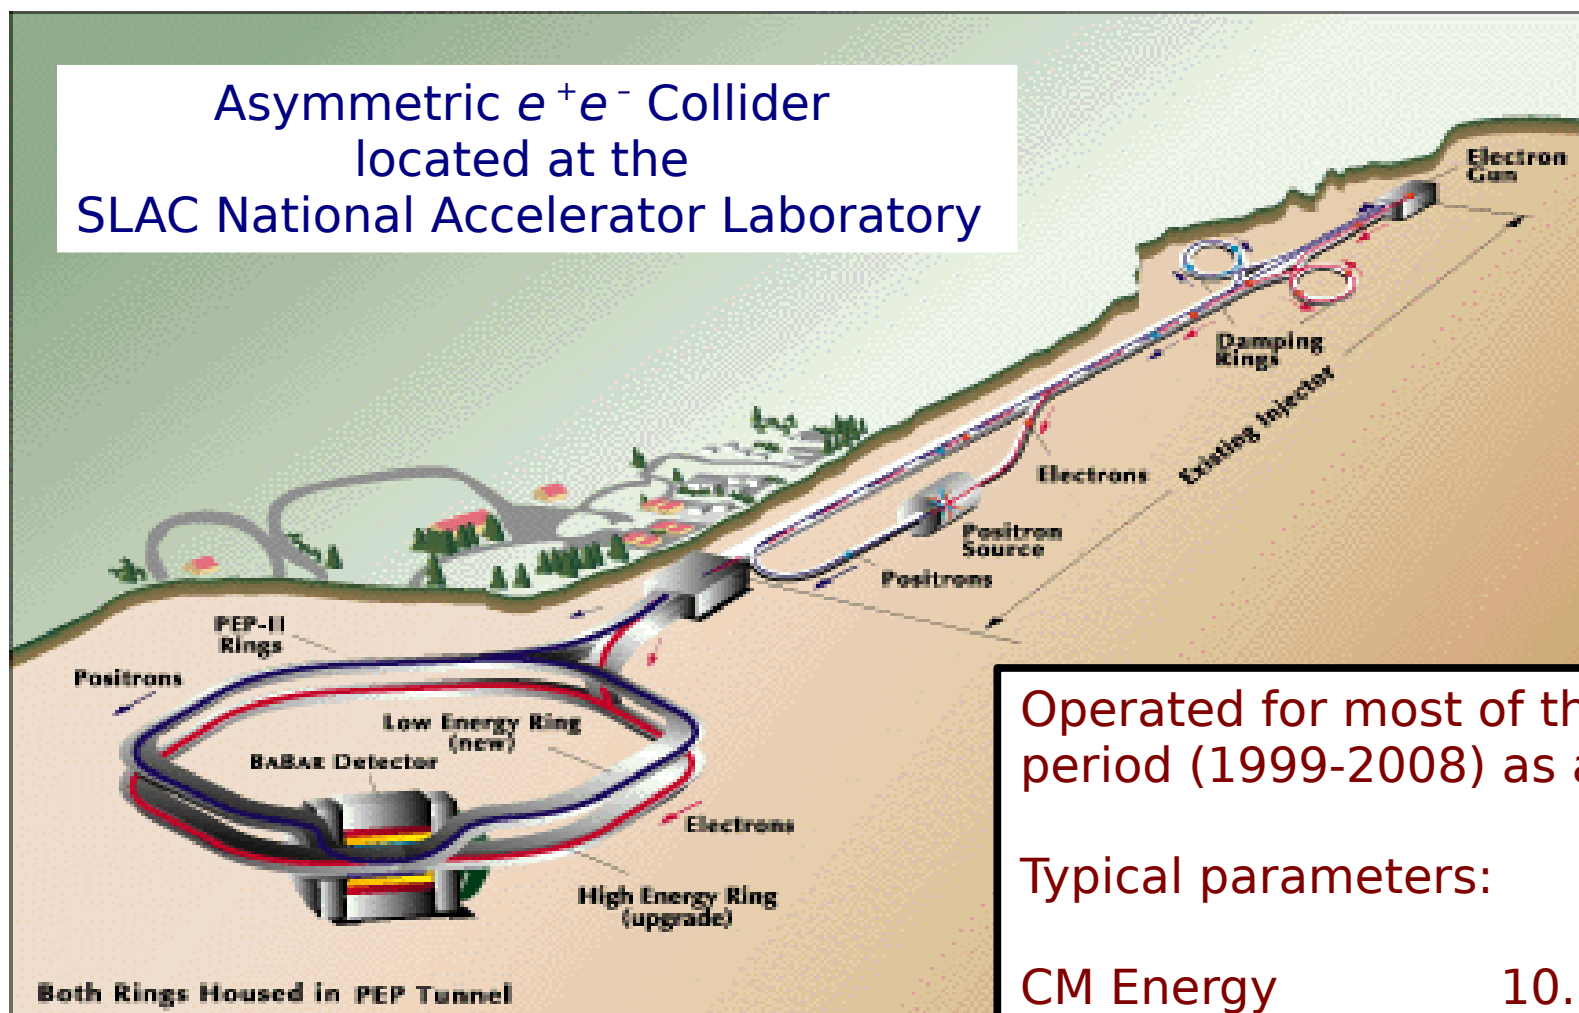 Asymmetric e⁺e⁻ Collider
located at the
SLAC National Accelerator Laboratory
Electron
Gun
Damping
Rings
Existing Injector
Electrons
Positron
Source
Positrons
PEP-II
Rings
Positrons
Low Energy Ring
(new)
BABAR Detector
Electrons
High Energy Ring
(upgrade)
Both Rings Housed in PEP Tunnel
Operated for most of th
period (1999-2008) as a
Typical parameters:
CM Energy 10.